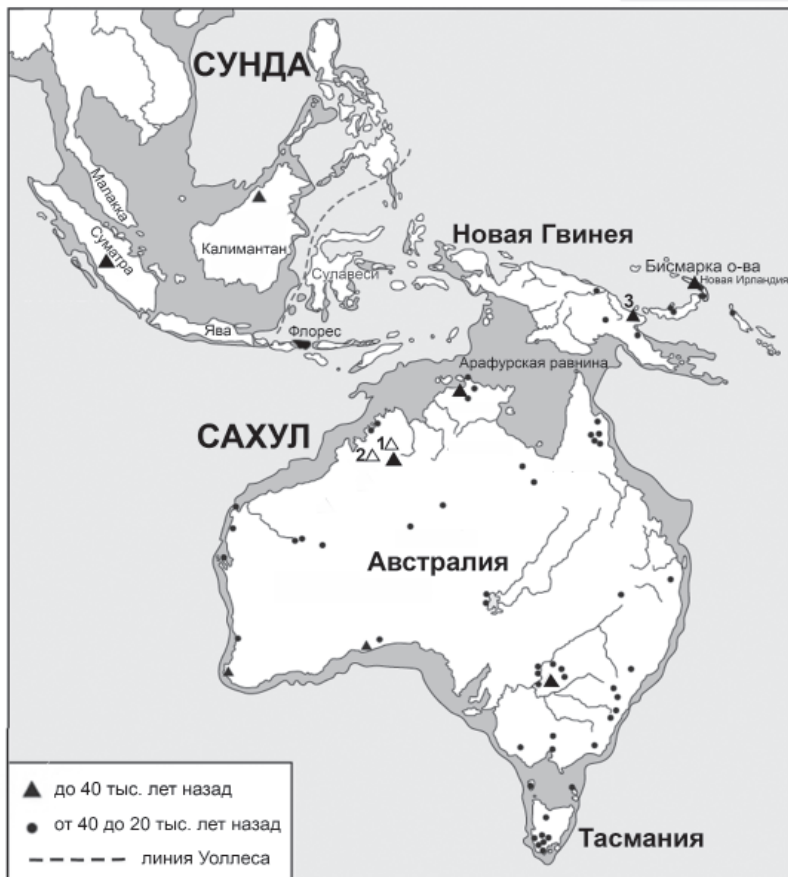 СУНДА
Малакка
Суматра
Калимантан
Сулавеси
Новая Гвинея
Бисмарка о-ва
Новая Ирландия
3
Ява
Флорес
Арафурская равнина
САХУЛ
1
2
Австралия
до 40 тыс. лет назад
от 40 до 20 тыс. лет назад
линия Уоллеса
Тасмания